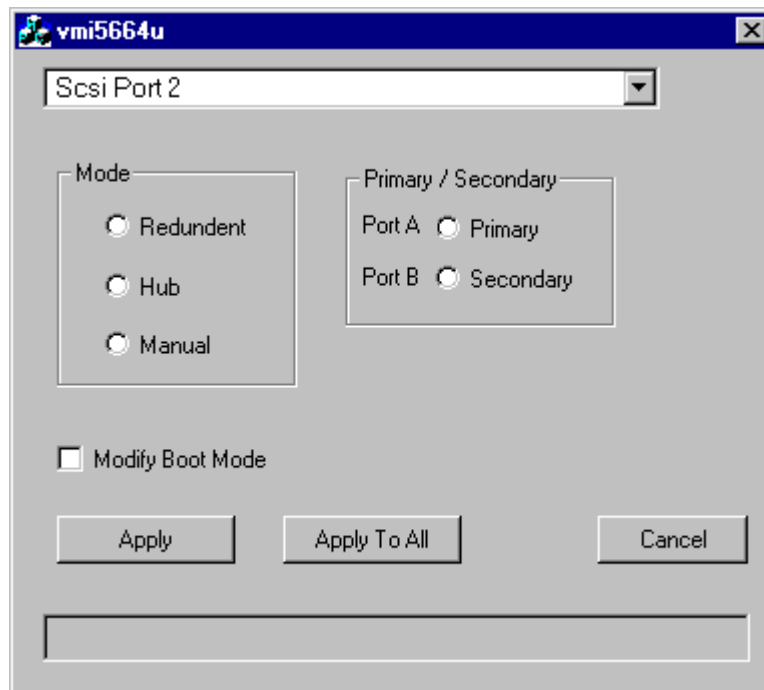 vmi5664u
Scsi Port 2
Mode
Redundent
Hub
Manual
Primary / Secondary
Port A Primary
Port B Secondary
Modify Boot Mode
Apply Apply To All Cancel